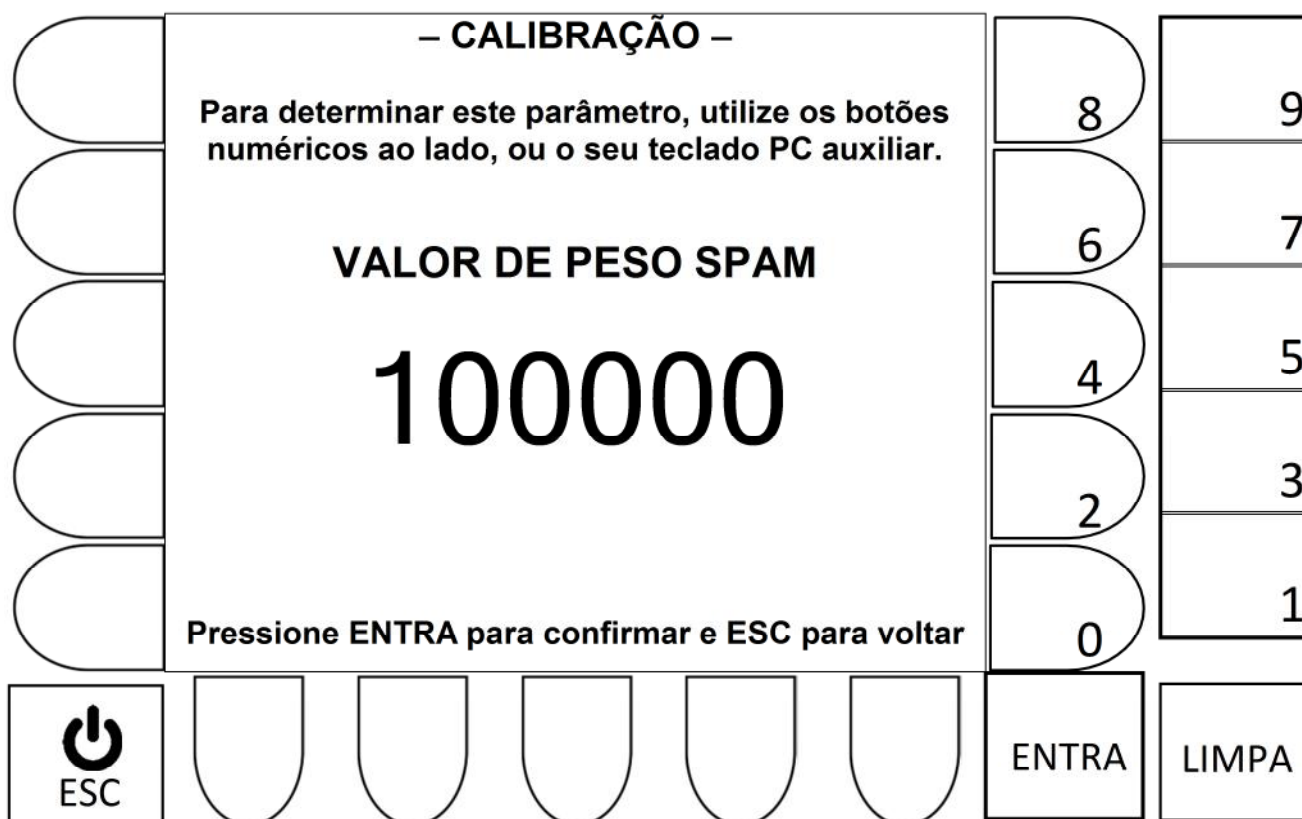 – CALIBRAÇÃO –
Para determinar este parâmetro, utilize os botões
numéricos ao lado, ou o seu teclado PC auxiliar.
VALOR DE PESO SPAM
100000
Pressione ENTRA para confirmar e ESC para voltar
8
9
6
7
4
5
2
3
0
1
ESC
ENTRA
LIMPA